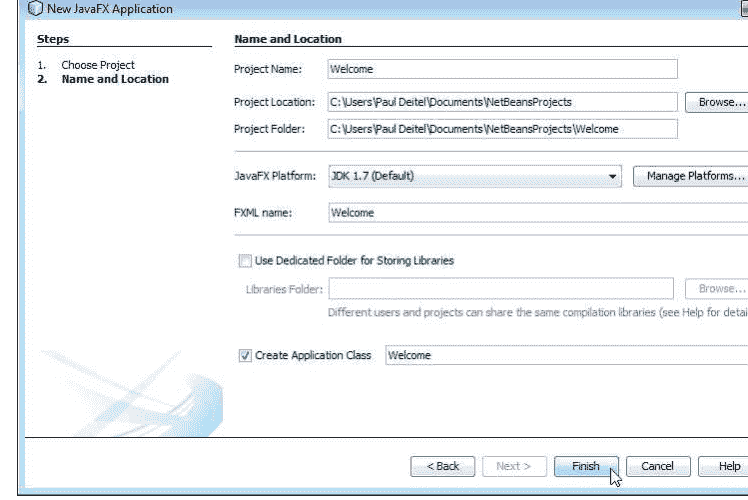 New JavaFX Application
Steps
1. Choose Project
2. Name and Location
Name and Location
Project Name: Welcome
Project Location: C:\Users\Paul Deitel\Documents\NetBeansProjects Browse...
Project Folder: C:\Users\Paul Deitel\Documents\NetBeansProjects\Welcome
JavaFX Platform: JDK 1.7 (Default) Manage Platforms...
FXML name: Welcome
Use Dedicated Folder for Storing Libraries
Libraries Folder: Browse...
Different users and projects can share the same compilation libraries (see Help for detai
Create Application Class Welcome
< Back Next > Finish Cancel Help